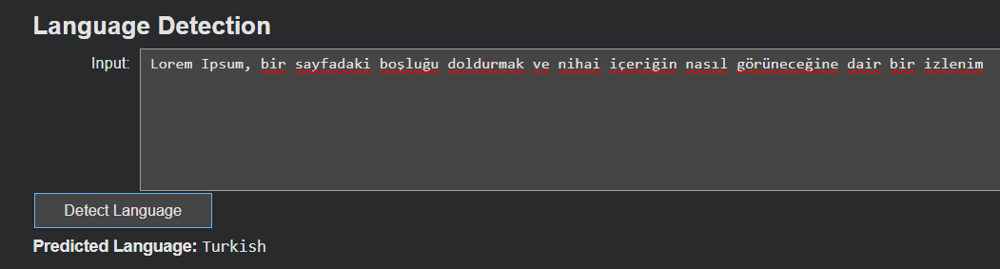 Language Detection
Input: Lorem Ipsum, bir sayfadaki boşluğu doldurmak ve nihai içeriğin nasıl görüneceğine dair bir izlenim
Detect Language
Predicted Language: Turkish